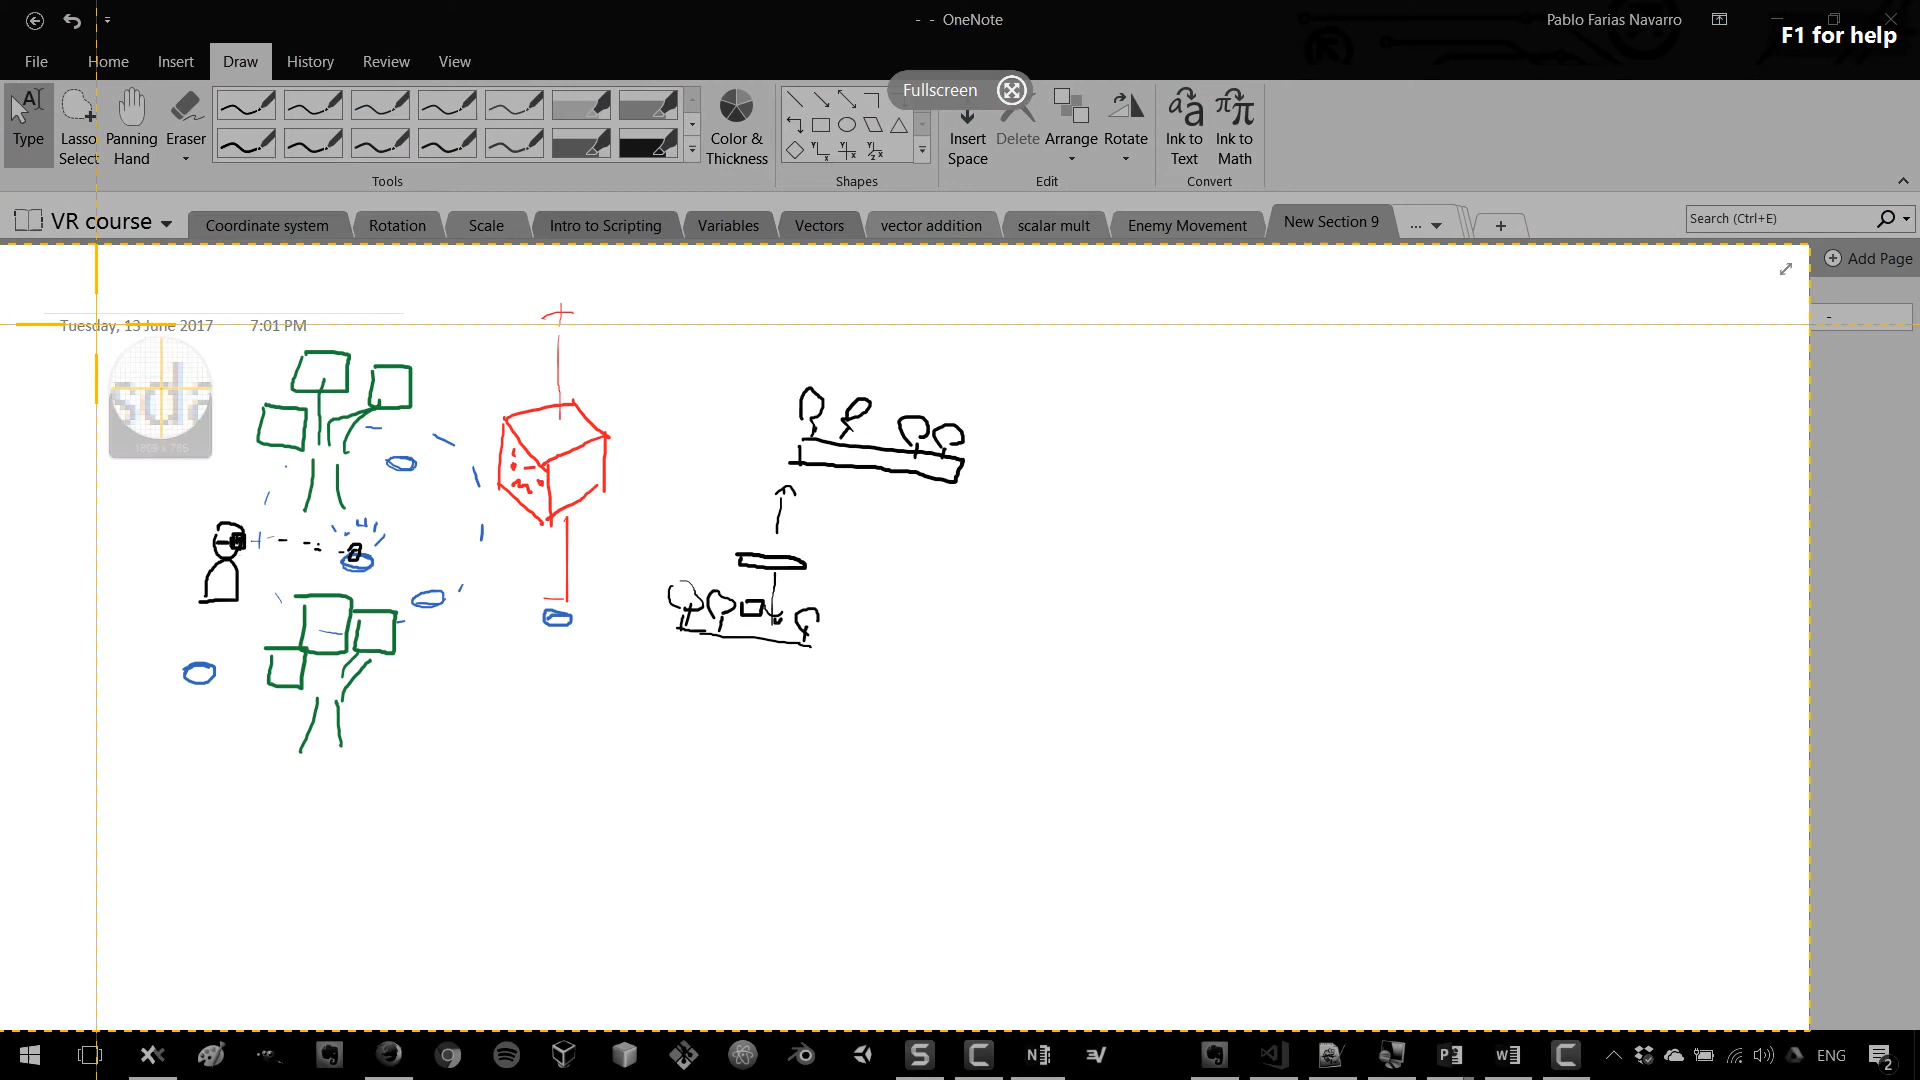 - - OneNote
Pablo Farias Navarro
F1 for help
File Home Insert Draw History Review View
Fullscreen
Type
Lasso Select
Panning Hand
Eraser
Color & Thickness
Insert Space
Delete
Arrange
Rotate
Ink to Text
Ink to Math
Tools
Shapes
Edit
Convert
VR course
Coordinate system
Rotation
Scale
Intro to Scripting
Variables
Vectors
vector addition
scalar mult
Enemy Movement
New Section 9
...
Search (Ctrl+E)
Add Page
Tuesday, 13 June 2017 7:01 PM
-
ENG
2